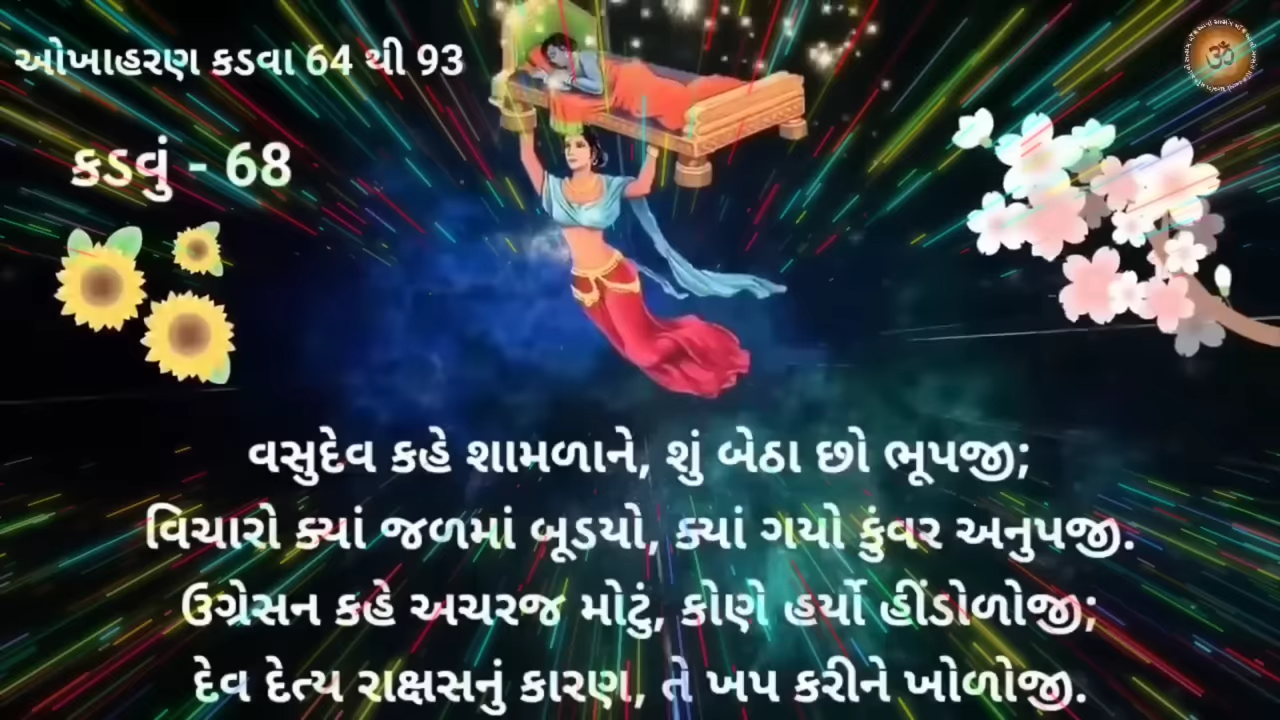 ઓખાહરણ કડવા 64 થી 93
કડવું - 68
ૐ
વસુદેવ કહે શામળાને, શું બેઠા છો ભૂપજી;
વિચારો ક્યાં જળમાં બૂડયો, ક્યાં ગયો કુંવર અનુપજી.
ઉગ્રેસન કહે અચરજ મોટું, કોણે હર્યો હીંડોળોજી;
દેવ દેત્ય રાક્ષસનું કારણ, તે ખપ કરીને ખોળોજી.